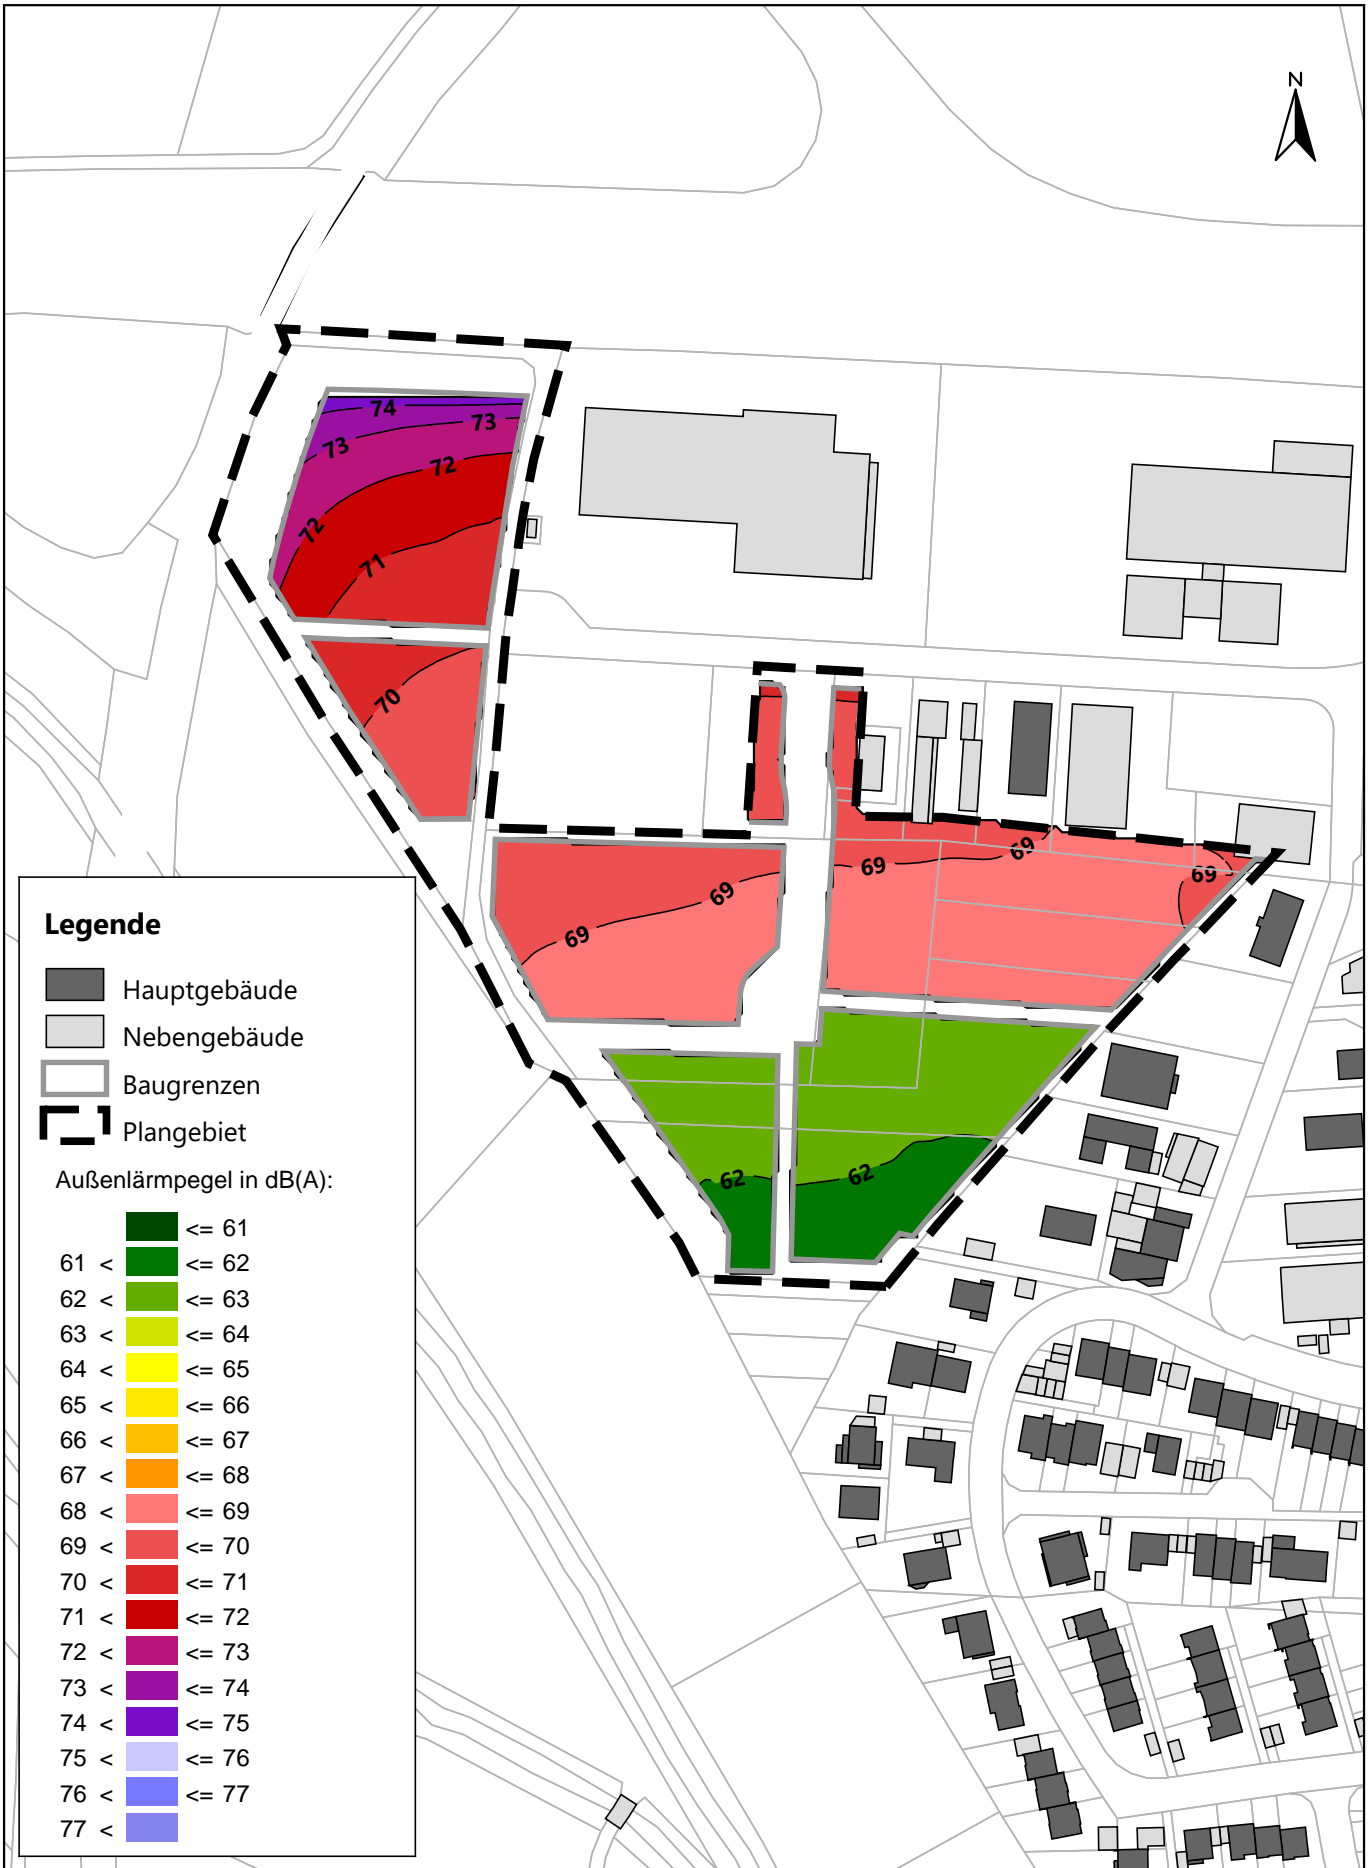 N
74
73
73
72
72
71
70
69
69
69
69
69
62
62
Legende
Hauptgebäude
Nebengebäude
Baugrenzen
Plangebiet
Außenlärmpegel in dB(A):
<= 61
61 < <= 62
62 < <= 63
63 < <= 64
64 < <= 65
65 < <= 66
66 < <= 67
67 < <= 68
68 < <= 69
69 < <= 70
70 < <= 71
71 < <= 72
72 < <= 73
73 < <= 74
74 < <= 75
75 < <= 76
76 < <= 77
77 <